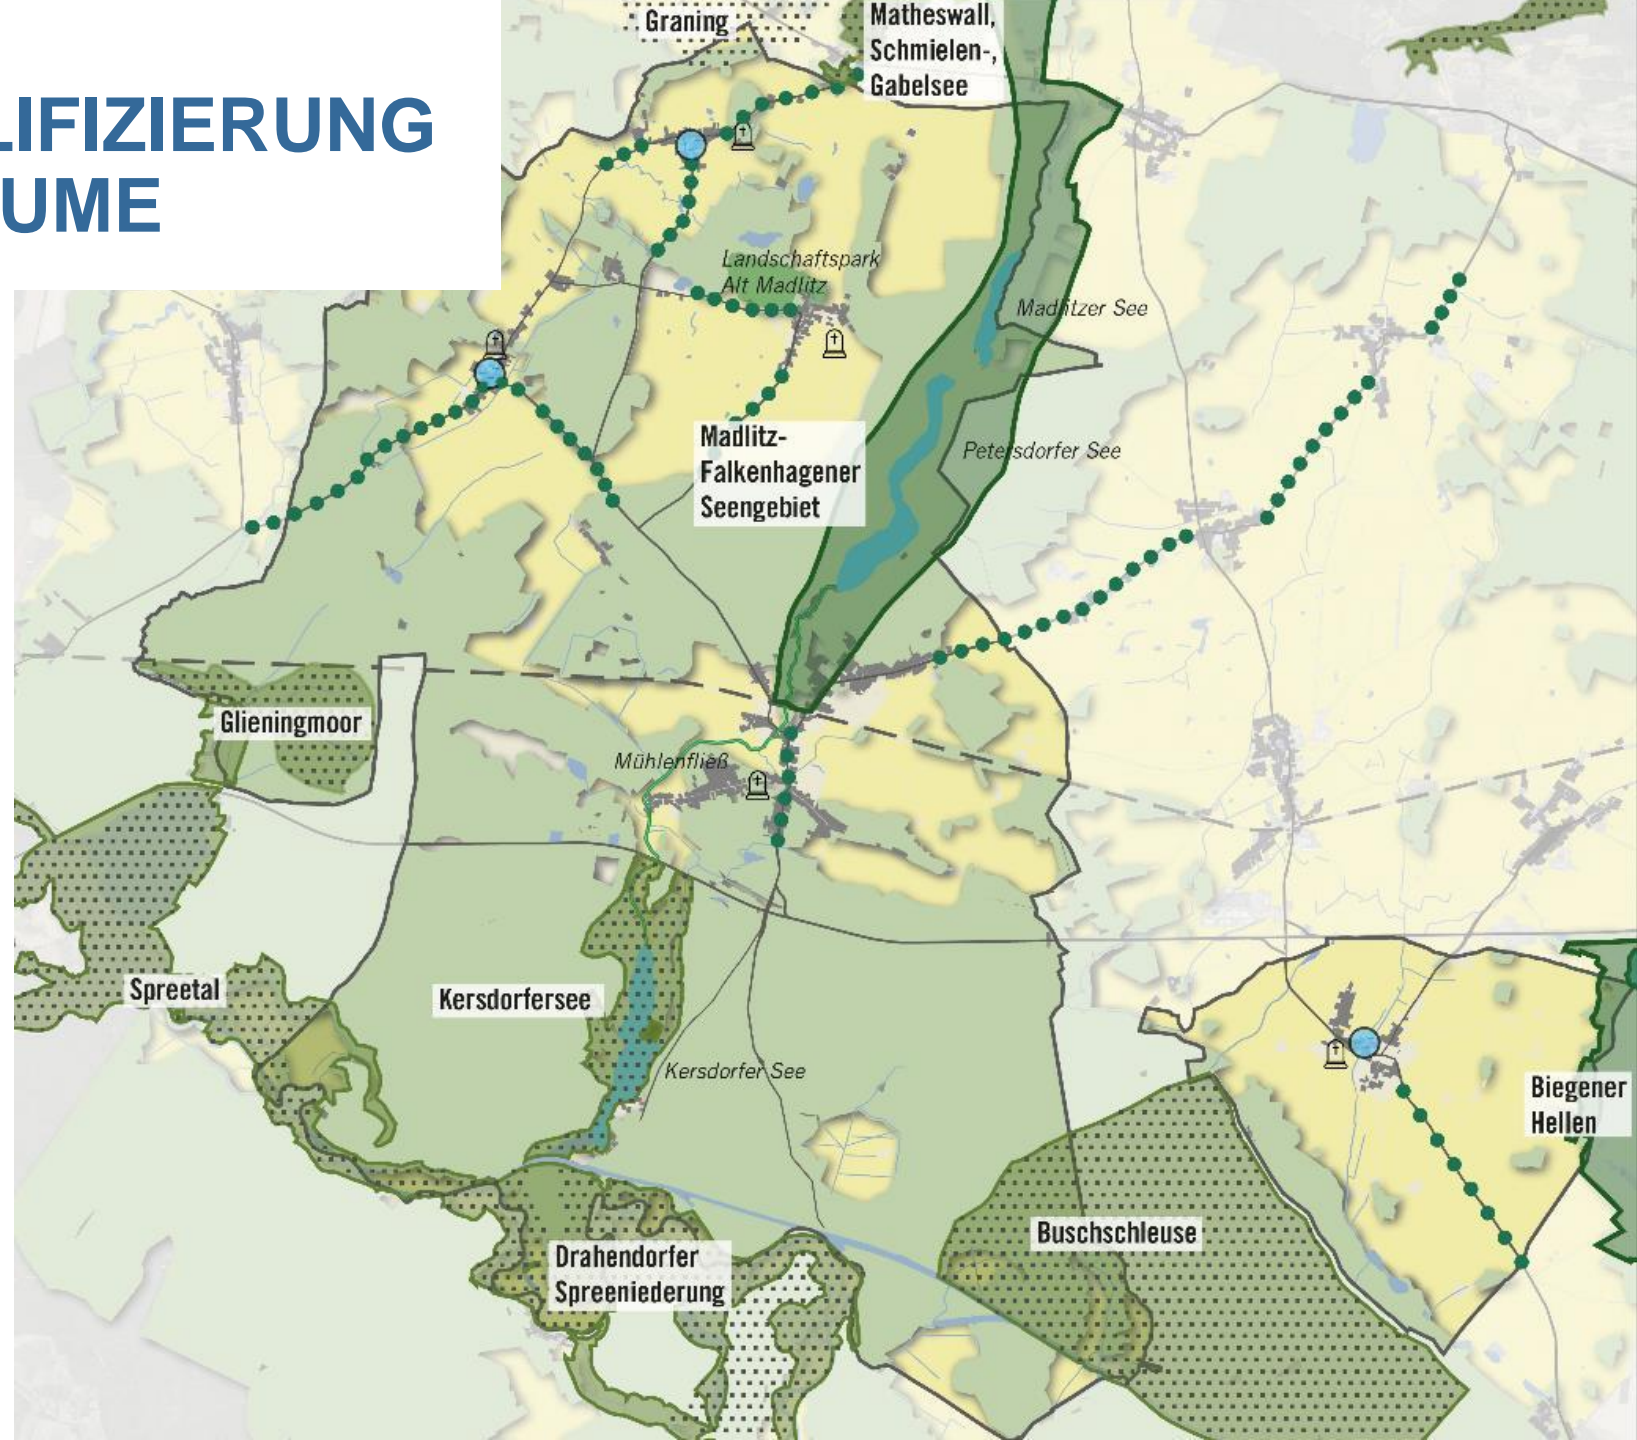 LIFIZIERUNG
UME
Graning
Matheswall,
Schmielen-,
Gabelsee
Landschaftspark
Alt Madlitz
Madlitzer See
Madlitz-
Falkenhagener
Seengebiet
Petersdorfer See
Glieningmoor
Mühlenfließ
Spreetal
Kersdorfersee
Kersdorfer See
Biegener
Hellen
Buschschleuse
Drahendorfer
Spreeniederung